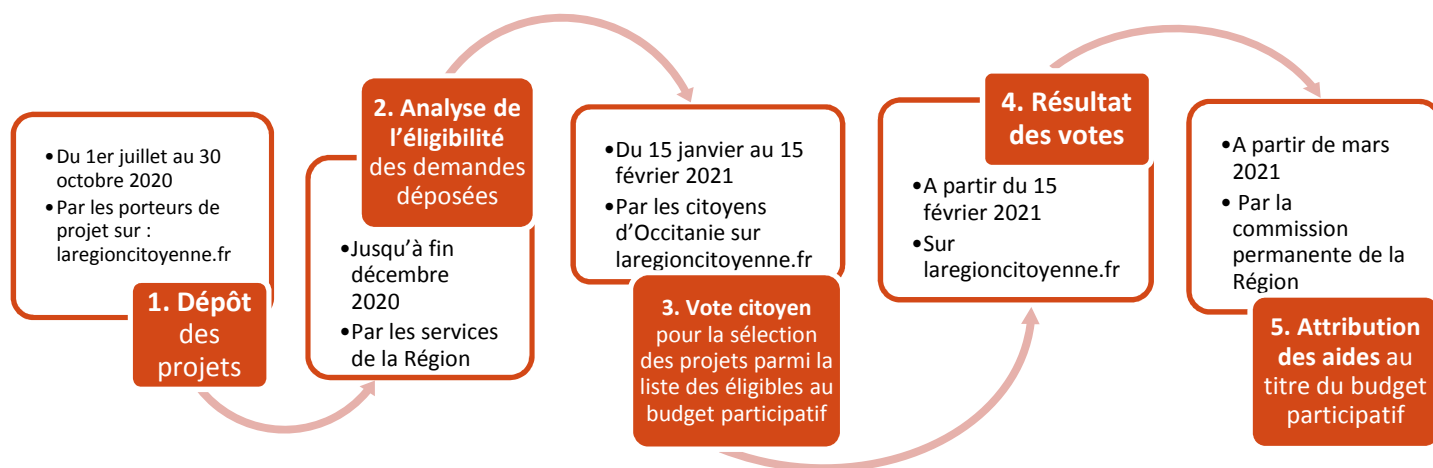 •Du 1er juillet au 30
octobre 2020
•Par les porteurs de
projet sur :
laregioncitoyenne.fr
1. Dépôt
des
projets
2. Analyse de
l’éligibilité
des demandes
déposées
•Jusqu’à fin
décembre
2020
•Par les services
de la Région
•Du 15 janvier au 15
février 2021
•Par les citoyens
d’Occitanie sur
laregioncitoyenne.fr
3. Vote citoyen
pour la sélection
des projets parmi la
liste des éligibles au
budget participatif
4. Résultat
des votes
•A partir du 15
février 2021
•Sur
laregioncitoyenne.fr
•A partir de mars
2021
• Par la
commission
permanente de la
Région
5. Attribution
des aides au
titre du budget
participatif